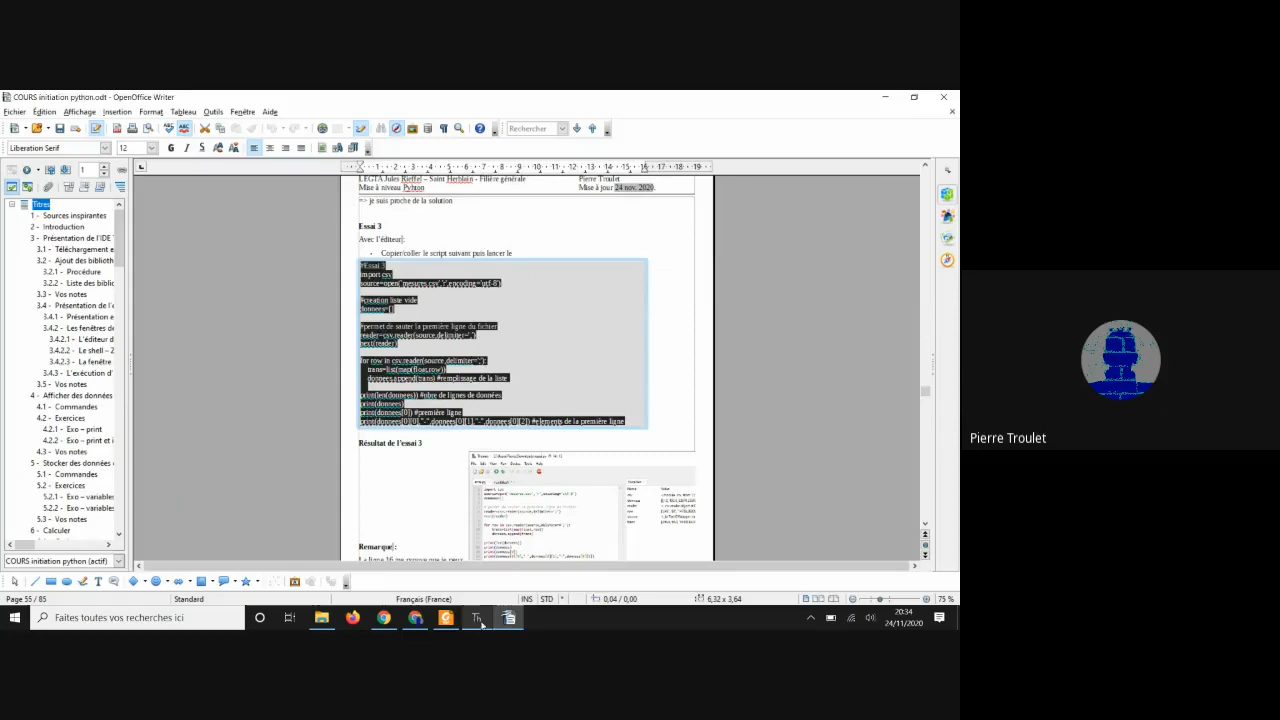 COURS initiation python.odt - OpenOffice Writer
Fichier Édition Affichage Insertion Format Tableau Outils Fenêtre Aide
Rechercher
Liberation Serif 12
1
Titres
1 - Sources inspirantes
2 - Introduction
3 - Présentation de l'IDE T
3.1 - Téléchargement e
3.2 - Ajout des biblioth
3.2.1 - Procédure
3.2.2 - Liste des biblio
3.3 - Vos notes
3.4 - Présentation de l'é
3.4.1 - Présentation e
3.4.2 - Les fenêtres de
3.4.2.1 - L'éditeur d
3.4.2.2 - Le shell – 2
3.4.2.3 - La fenêtre
3.4.3 - L'exécution d'
3.5 - Vos notes
4 - Afficher des données
4.1 - Commandes
4.2 - Exercices
4.2.1 - Exo – print
4.2.2 - Exo – print et i
4.3 - Vos notes
5 - Stocker des données d
5.1 - Commandes
5.2 - Exercices
5.2.1 - Exo – variables
5.2.2 - Exo – variables
5.3 - Vos notes
6 - Calculer
COURS initiation python (actif)
LEGTA Jules Rieffel – Saint Herblain - Filière générale Pierre Troulet
Mise à niveau Pyhton Mise à jour 24 nov. 2020.
=> je suis proche de la solution
Essai 3
Avec l'éditeur:
• Copier/coller le script suivant puis lancer le
#Essai 3
import csv
source=open('mesures.csv','r',encoding='utf-8')
#creation liste vide
donnees=[]
#permet de sauter la première ligne du fichier
reader=csv.reader(source,delimiter=';')
next(reader)
for row in csv.reader(source,delimiter=';'):
trans=list(map(float,row))
donnees.append(trans) #remplissage de la liste
print(len(donnees)) #nbre de lignes de données
print(donnees)
print(donnees[0]) #première ligne
print(donnees[0][0],"-",donnees[0][1],"-",donnees[0][2]) #elements de la première ligne
Résultat de l'essai 3
Remarque :
Page 55 / 85 Standard Français (France) INS STD * 0,04 / 0,00 6,32 x 3,64 75 %
Faites toutes vos recherches ici
Th
20:34
24/11/2020
Pierre Troulet